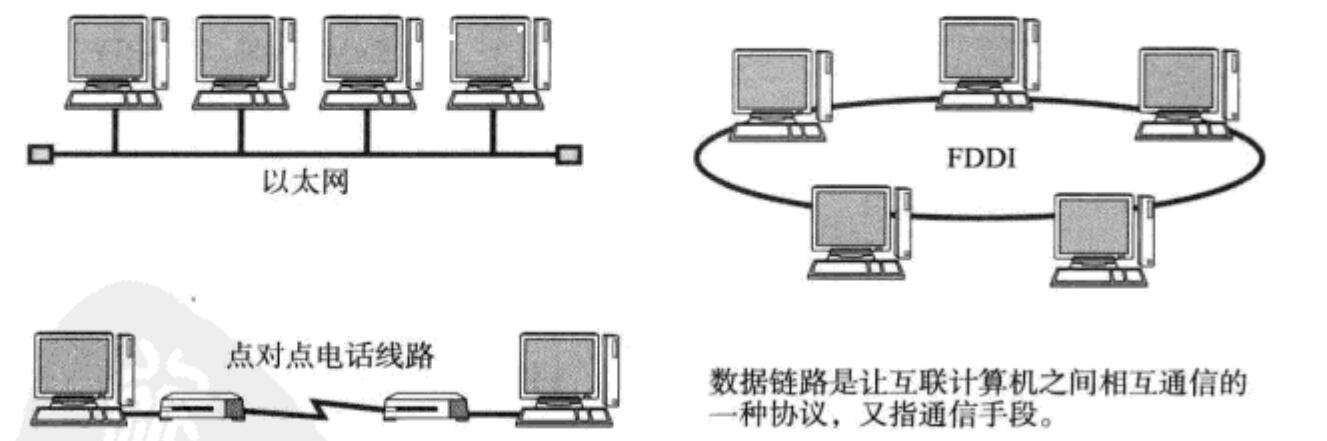 以太网
FDDI
点对点电话线路
数据链路是让互联计算机之间相互通信的
一种协议，又指通信手段。